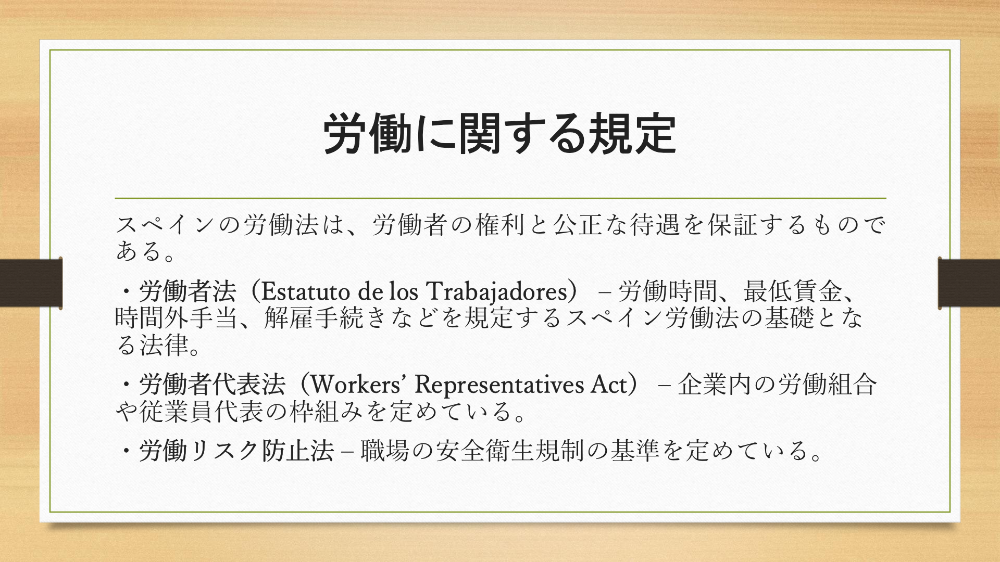 労働に関する規定
スペインの労働法は、労働者の権利と公正な待遇を保証するもので
ある。
・労働者法（Estatuto de los Trabajadores） – 労働時間、最低賃金、
時間外手当、解雇手続きなどを規定するスペイン労働法の基礎とな
る法律。
・労働者代表法（Workers’ Representatives Act） – 企業内の労働組合
や従業員代表の枠組みを定めている。
・労働リスク防止法 – 職場の安全衛生規制の基準を定めている。